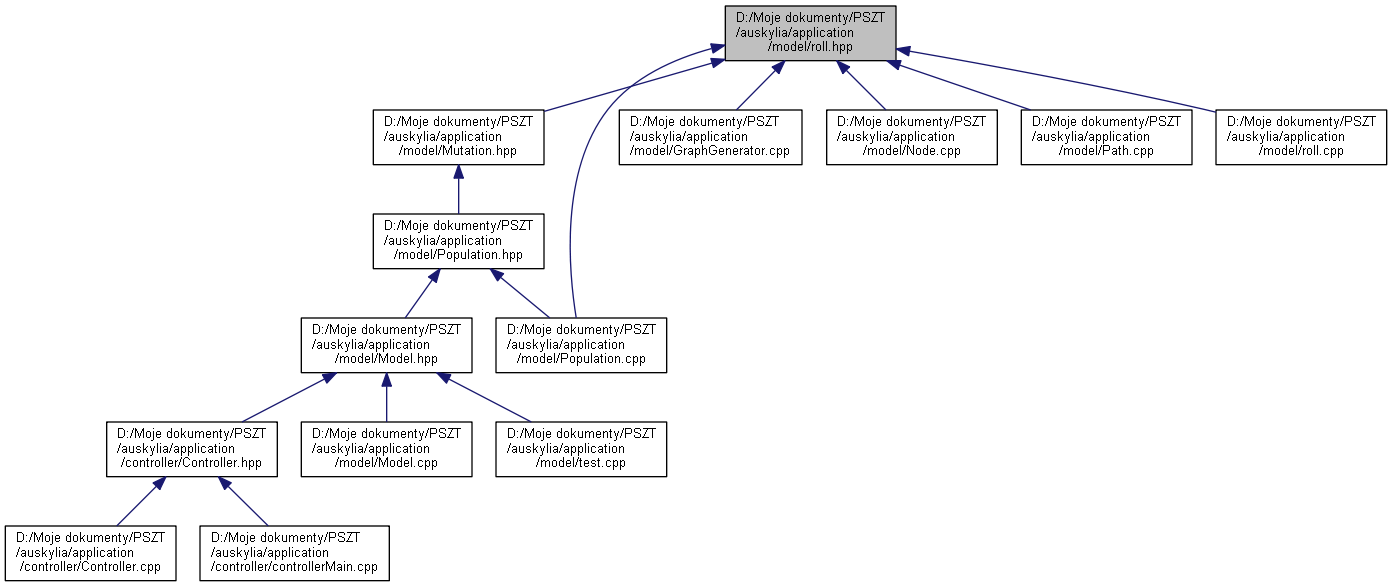 D:/Moje dokumenty/PSZT
/auskylia/application
/model/roll.hpp
D:/Moje dokumenty/PSZT
/auskylia/application
/model/Mutation.hpp
D:/Moje dokumenty/PSZT
/auskylia/application
/model/GraphGenerator.cpp
D:/Moje dokumenty/PSZT
/auskylia/application
/model/Node.cpp
D:/Moje dokumenty/PSZT
/auskylia/application
/model/Path.cpp
D:/Moje dokumenty/PSZT
/auskylia/application
/model/roll.cpp
D:/Moje dokumenty/PSZT
/auskylia/application
/model/Population.hpp
D:/Moje dokumenty/PSZT
/auskylia/application
/model/Model.hpp
D:/Moje dokumenty/PSZT
/auskylia/application
/model/Population.cpp
D:/Moje dokumenty/PSZT
/auskylia/application
/controller/Controller.hpp
D:/Moje dokumenty/PSZT
/auskylia/application
/model/Model.cpp
D:/Moje dokumenty/PSZT
/auskylia/application
/model/test.cpp
D:/Moje dokumenty/PSZT
/auskylia/application
/controller/Controller.cpp
D:/Moje dokumenty/PSZT
/auskylia/application
/controller/controllerMain.cpp